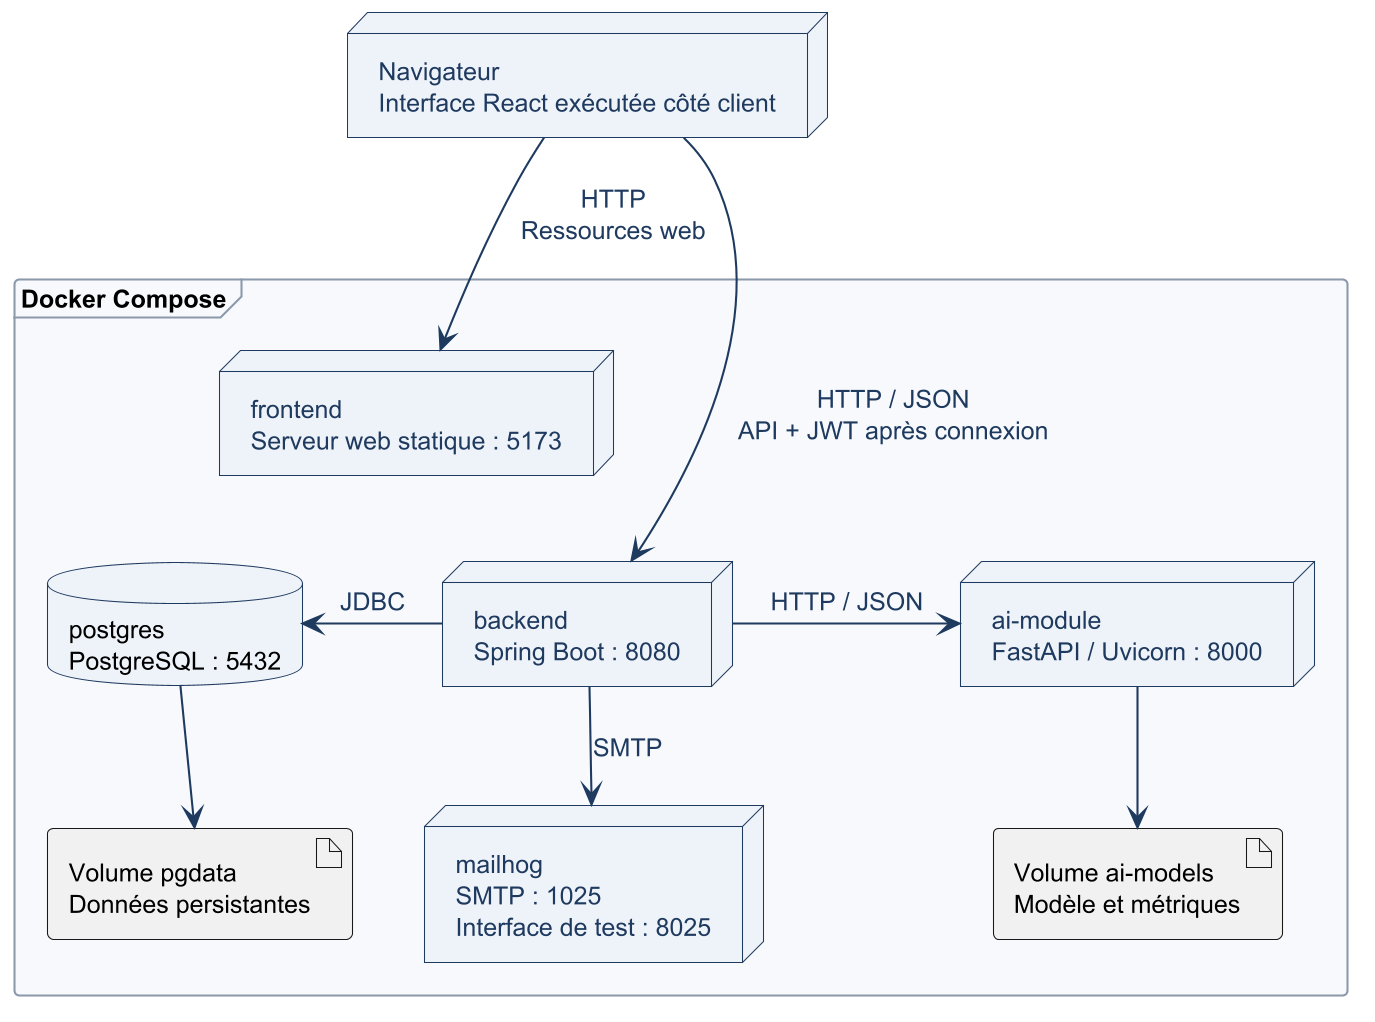 Navigateur
Interface React exécutée côté client
HTTP
Ressources web
Docker Compose
frontend
Serveur web statique : 5173
HTTP / JSON
API + JWT après connexion
postgres
PostgreSQL : 5432
JDBC
backend
Spring Boot : 8080
HTTP / JSON
ai-module
FastAPI / Uvicorn : 8000
SMTP
Volume pgdata
Données persistantes
mailhog
SMTP : 1025
Interface de test : 8025
Volume ai-models
Modèle et métriques